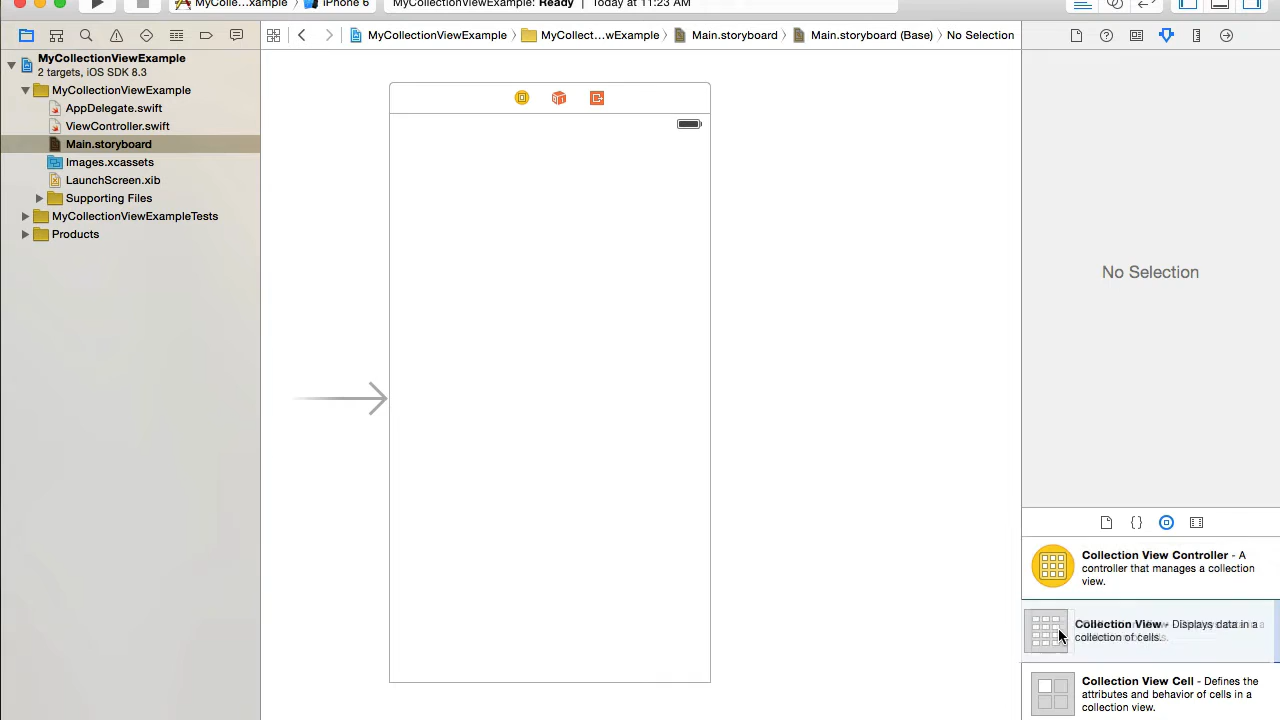 MyColle...xample 〉 iPhone 6
MyCollectionViewExample: Ready | Today at 11:23 AM
MyCollectionViewExample 〉 MyCollect...wExample 〉 Main.storyboard 〉 Main.storyboard (Base) 〉 No Selection
MyCollectionViewExample
2 targets, iOS SDK 8.3
MyCollectionViewExample
AppDelegate.swift
ViewController.swift
Main.storyboard
Images.xcassets
LaunchScreen.xib
Supporting Files
MyCollectionViewExampleTests
Products
No Selection
Collection View Controller - A
controller that manages a collection
view.
Collection View - Displays data in a
collection of cells.
Collection View Cell - Defines the
attributes and behavior of cells in a
collection view.